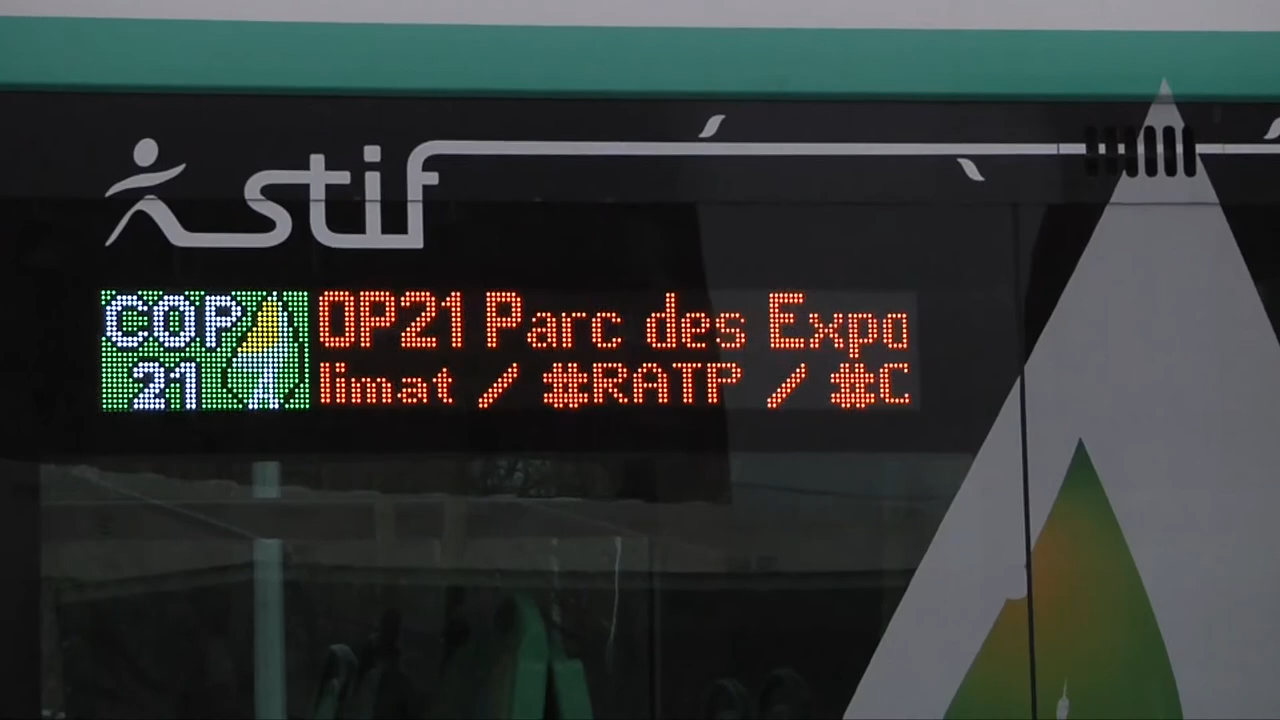 stif
COP
21
OP21 Parc des Expo
limat / #RATP / #C